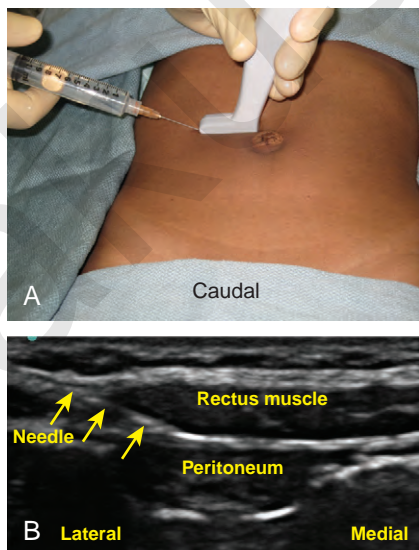 A
Caudal
Rectus muscle
Needle
Peritoneum
B
Lateral
Medial